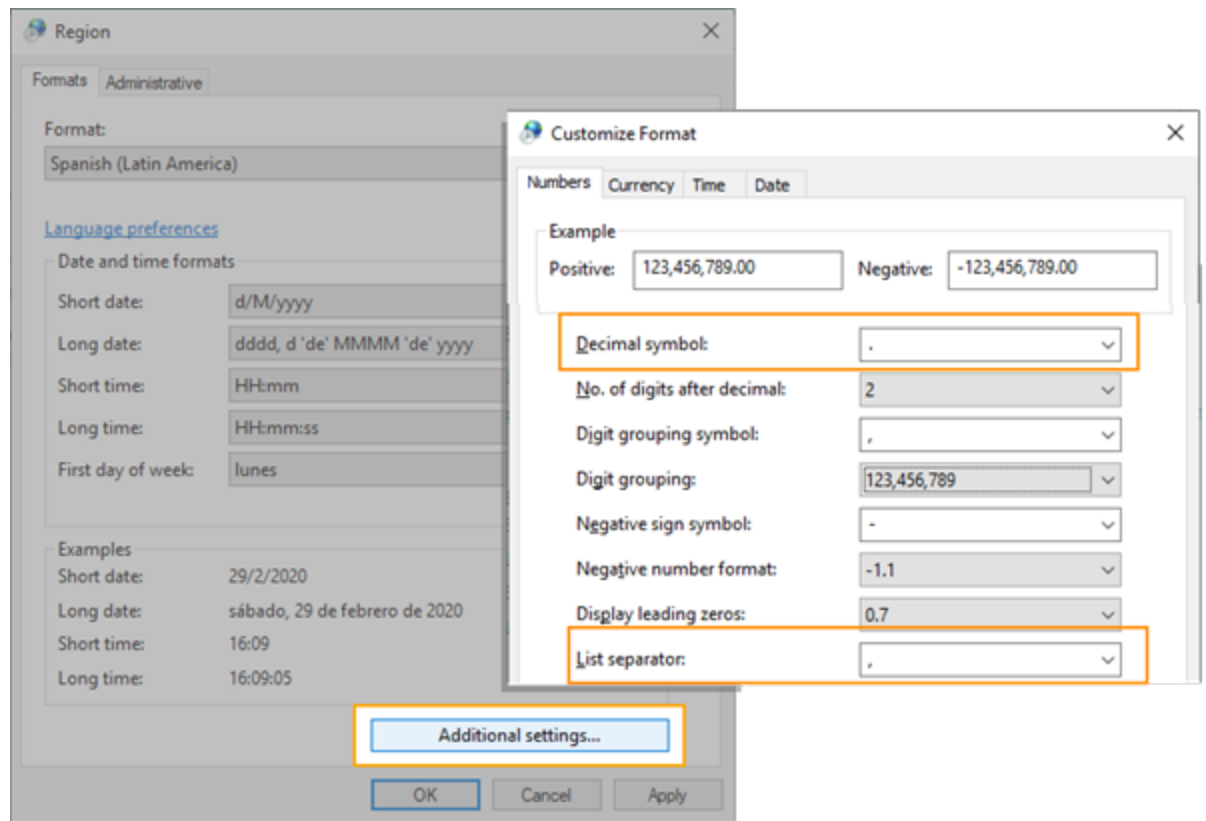 Region
Formats Administrative
Format:
Spanish (Latin America)
Language preferences
Date and time formats
Short date: d/M/yyyy
Long date: dddd, d 'de' MMMM 'de' yyyy
Short time: HH:mm
Long time: HH:mm:ss
First day of week: lunes
Examples
Short date: 29/2/2020
Long date: sábado, 29 de febrero de 2020
Short time: 16:09
Long time: 16:09:05
Additional settings...
OK Cancel Apply
Customize Format
Numbers Currency Time Date
Example
Positive: 123,456,789.00 Negative: -123,456,789.00
Decimal symbol: .
No. of digits after decimal: 2
Digit grouping symbol: ,
Digit grouping: 123,456,789
Negative sign symbol: -
Negative number format: -1.1
Display leading zeros: 0.7
List separator: ,